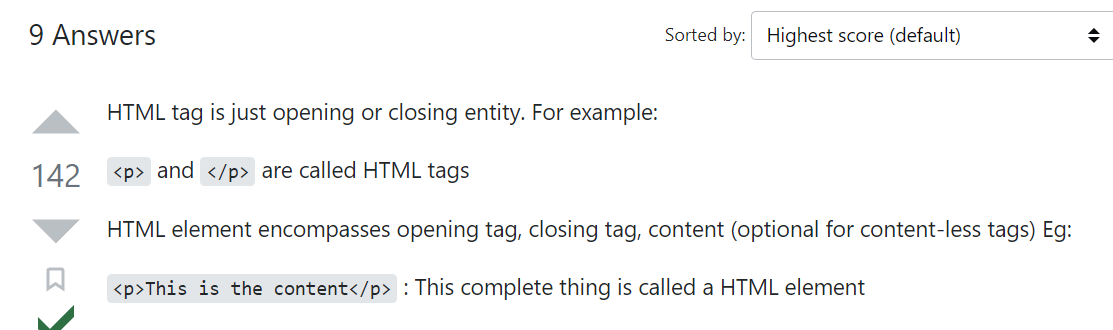 9 Answers
Sorted by: Highest score (default)
HTML tag is just opening or closing entity. For example:
142
<p> and </p> are called HTML tags
HTML element encompasses opening tag, closing tag, content (optional for content-less tags) Eg:
<p>This is the content</p> : This complete thing is called a HTML element